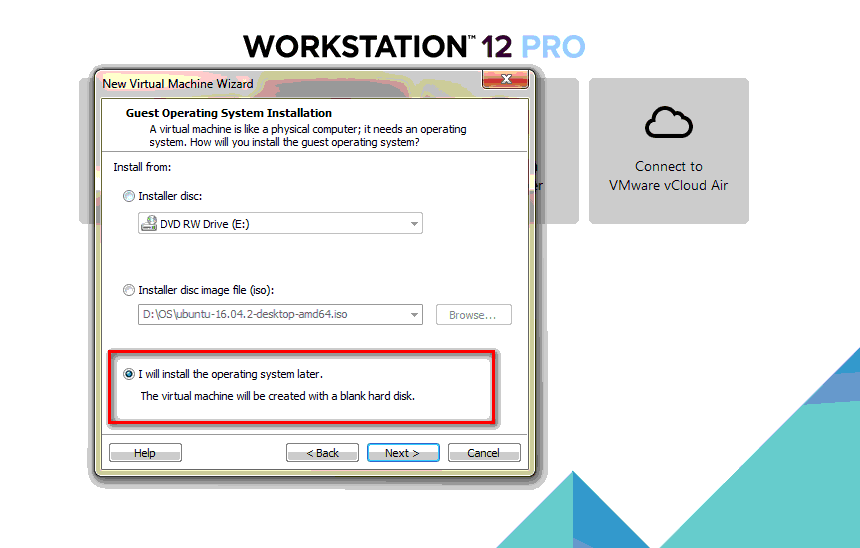 WORKSTATION™ 12 PRO
New Virtual Machine Wizard
Guest Operating System Installation
A virtual machine is like a physical computer; it needs an operating
system. How will you install the guest operating system?
Install from:
Installer disc:
DVD RW Drive (E:)
Installer disc image file (iso):
D:\OS\ubuntu-16.04.2-desktop-amd64.iso
Browse...
I will install the operating system later.
The virtual machine will be created with a blank hard disk.
Help
< Back
Next >
Cancel
Connect to
VMware vCloud Air